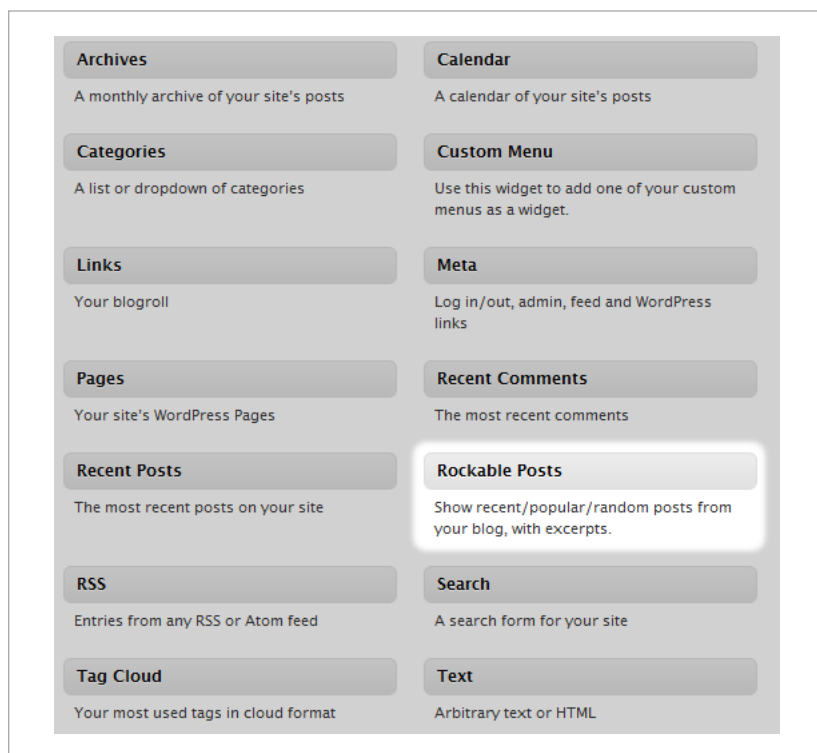 Archives
A monthly archive of your site's posts
Calendar
A calendar of your site's posts
Categories
A list or dropdown of categories
Custom Menu
Use this widget to add one of your custom
menus as a widget.
Links
Your blogroll
Meta
Log in/out, admin, feed and WordPress
links
Pages
Your site's WordPress Pages
Recent Comments
The most recent comments
Recent Posts
The most recent posts on your site
Rockable Posts
Show recent/popular/random posts from
your blog, with excerpts.
RSS
Entries from any RSS or Atom feed
Search
A search form for your site
Tag Cloud
Your most used tags in cloud format
Text
Arbitrary text or HTML